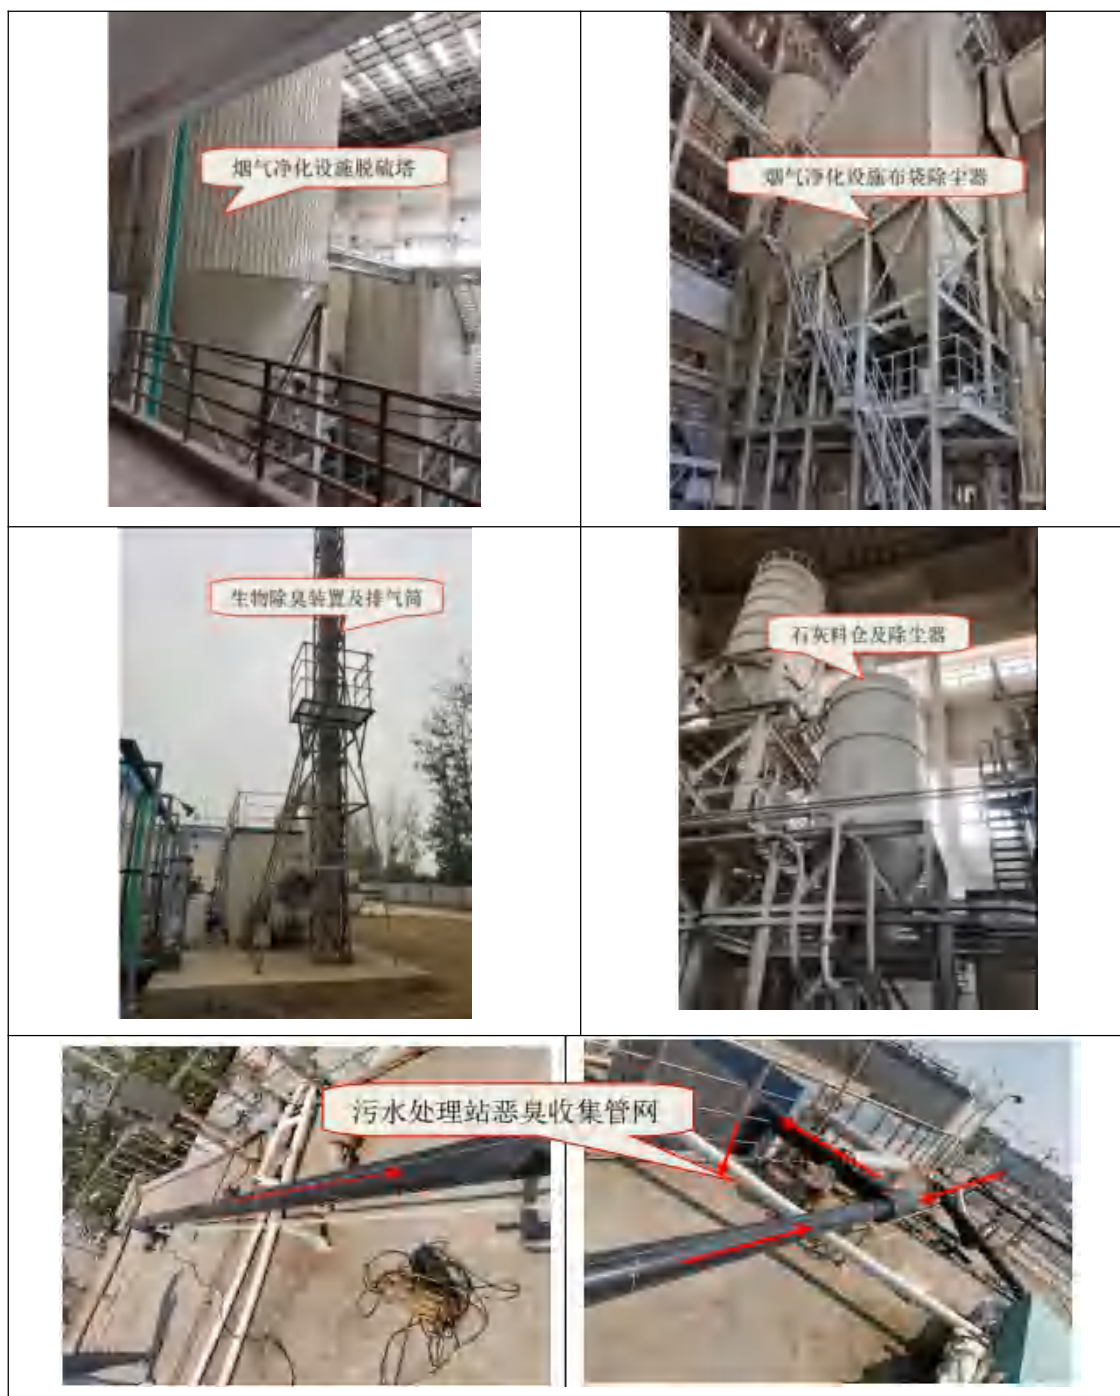 烟气净化设施脱硫塔
烟气净化设施布袋除尘器
生物除臭装置及排气筒
石灰料仓及除尘器
污水处理站恶臭收集管网